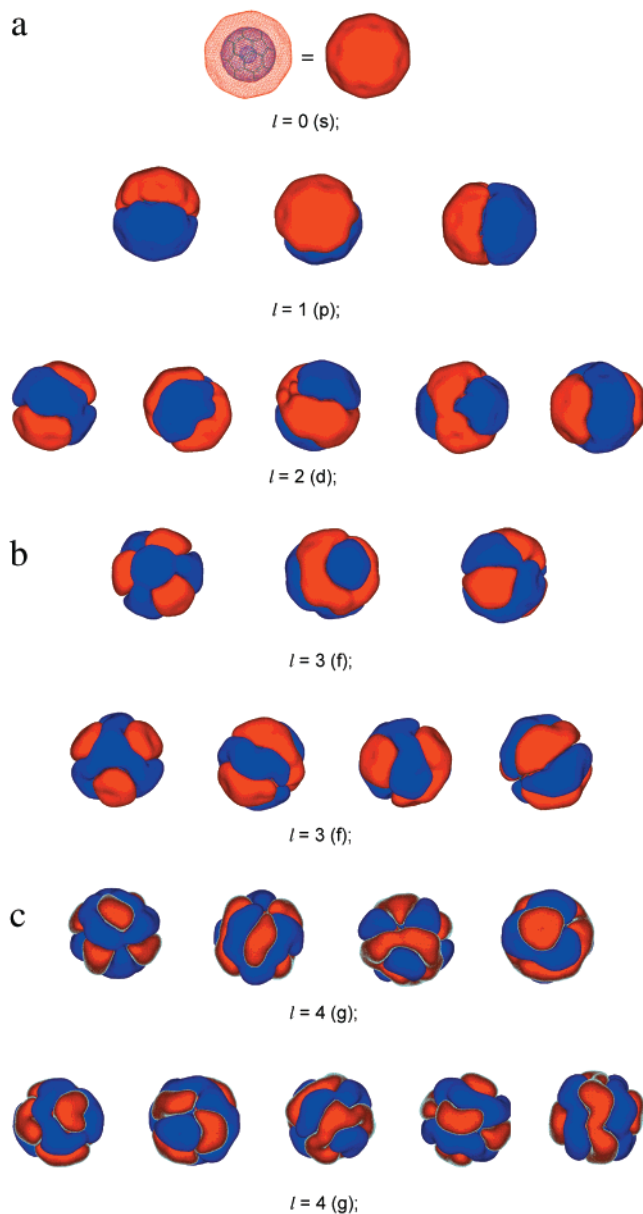 a
=
l = 0 (s);
l = 1 (p);
l = 2 (d);
b
l = 3 (f);
l = 3 (f);
c
l = 4 (g);
l = 4 (g);